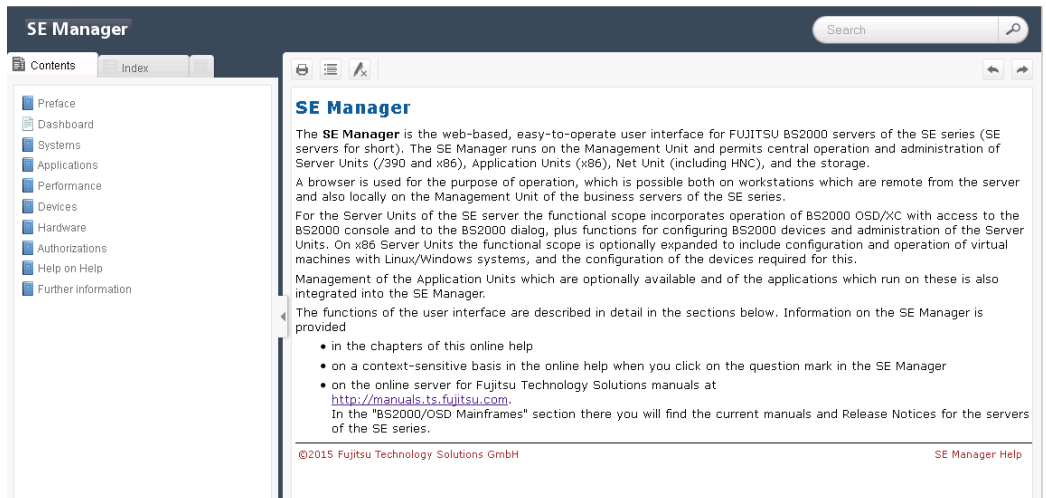 SE Manager
Search
Contents
Index
Preface
Dashboard
Systems
Applications
Performance
Devices
Hardware
Authorizations
Help on Help
Further information
SE Manager
The SE Manager is the web-based, easy-to-operate user interface for FUJITSU BS2000 servers of the SE series (SE
servers for short). The SE Manager runs on the Management Unit and permits central operation and administration of
Server Units (/390 and x86), Application Units (x86), Net Unit (including HNC), and the storage.
A browser is used for the purpose of operation, which is possible both on workstations which are remote from the server
and also locally on the Management Unit of the business servers of the SE series.
For the Server Units of the SE server the functional scope incorporates operation of BS2000 OSD/XC with access to the
BS2000 console and to the BS2000 dialog, plus functions for configuring BS2000 devices and administration of the Server
Units. On x86 Server Units the functional scope is optionally expanded to include configuration and operation of virtual
machines with Linux/Windows systems, and the configuration of the devices required for this.
Management of the Application Units which are optionally available and of the applications which run on these is also
integrated into the SE Manager.
The functions of the user interface are described in detail in the sections below. Information on the SE Manager is
provided
• in the chapters of this online help
• on a context-sensitive basis in the online help when you click on the question mark in the SE Manager
• on the online server for Fujitsu Technology Solutions manuals at
http://manuals.ts.fujitsu.com.
In the "BS2000/OSD Mainframes" section there you will find the current manuals and Release Notices for the servers
of the SE series.
©2015 Fujitsu Technology Solutions GmbH
SE Manager Help